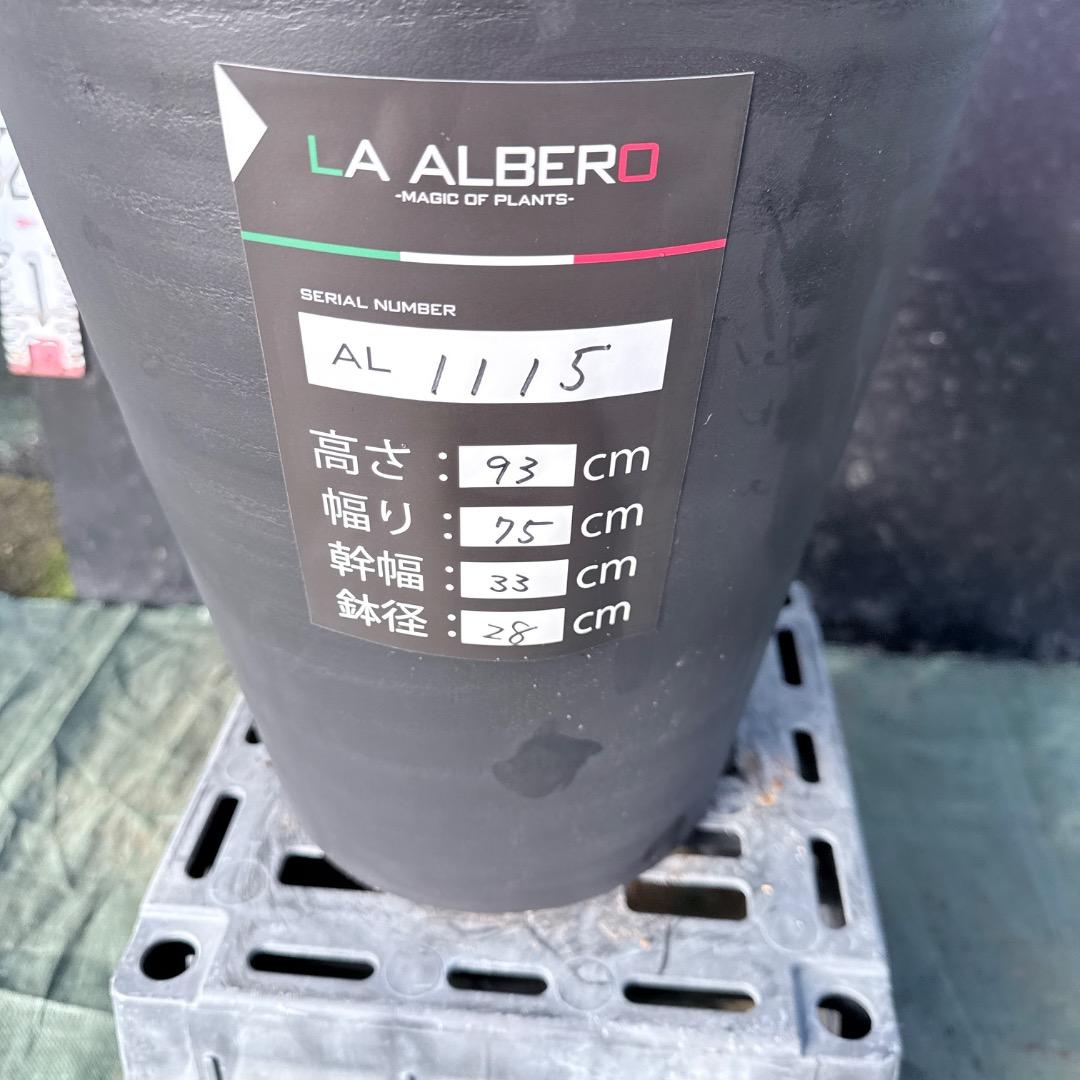 LA ALBERO
-MAGIC OF PLANTS-
SERIAL NUMBER
AL 1115
高さ : 93 cm
幅り : 75 cm
幹幅 : 33 cm
鉢径 : 28 cm